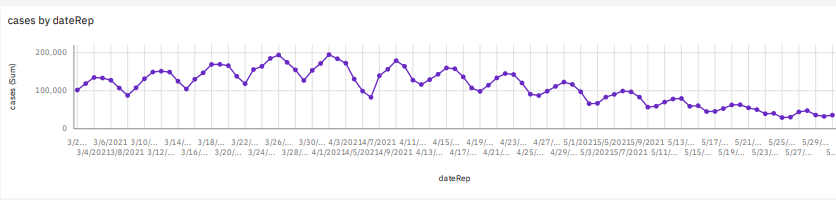 cases by dateRep
cases (Sum)
200,000
100,000
0
3/2... 3/6/2021 3/10/... 3/14/... 3/18/... 3/22/... 3/26/... 3/30/... 4/3/2021 4/7/2021 4/11/... 4/15/... 4/19/... 4/23/... 4/27/... 5/1/2021 5/5/2021 5/9/2021 5/13/... 5/17/... 5/21/... 5/25/... 5/29/...
3/4/2021 3/8/2021 3/12/... 3/16/... 3/20/... 3/24/... 3/28/... 4/1/2021 4/5/2021 4/9/2021 4/13/... 4/17/... 4/21/... 4/25/... 4/29/... 5/3/2021 5/7/2021 5/11/... 5/15/... 5/19/... 5/23/... 5/27/... 5...
dateRep